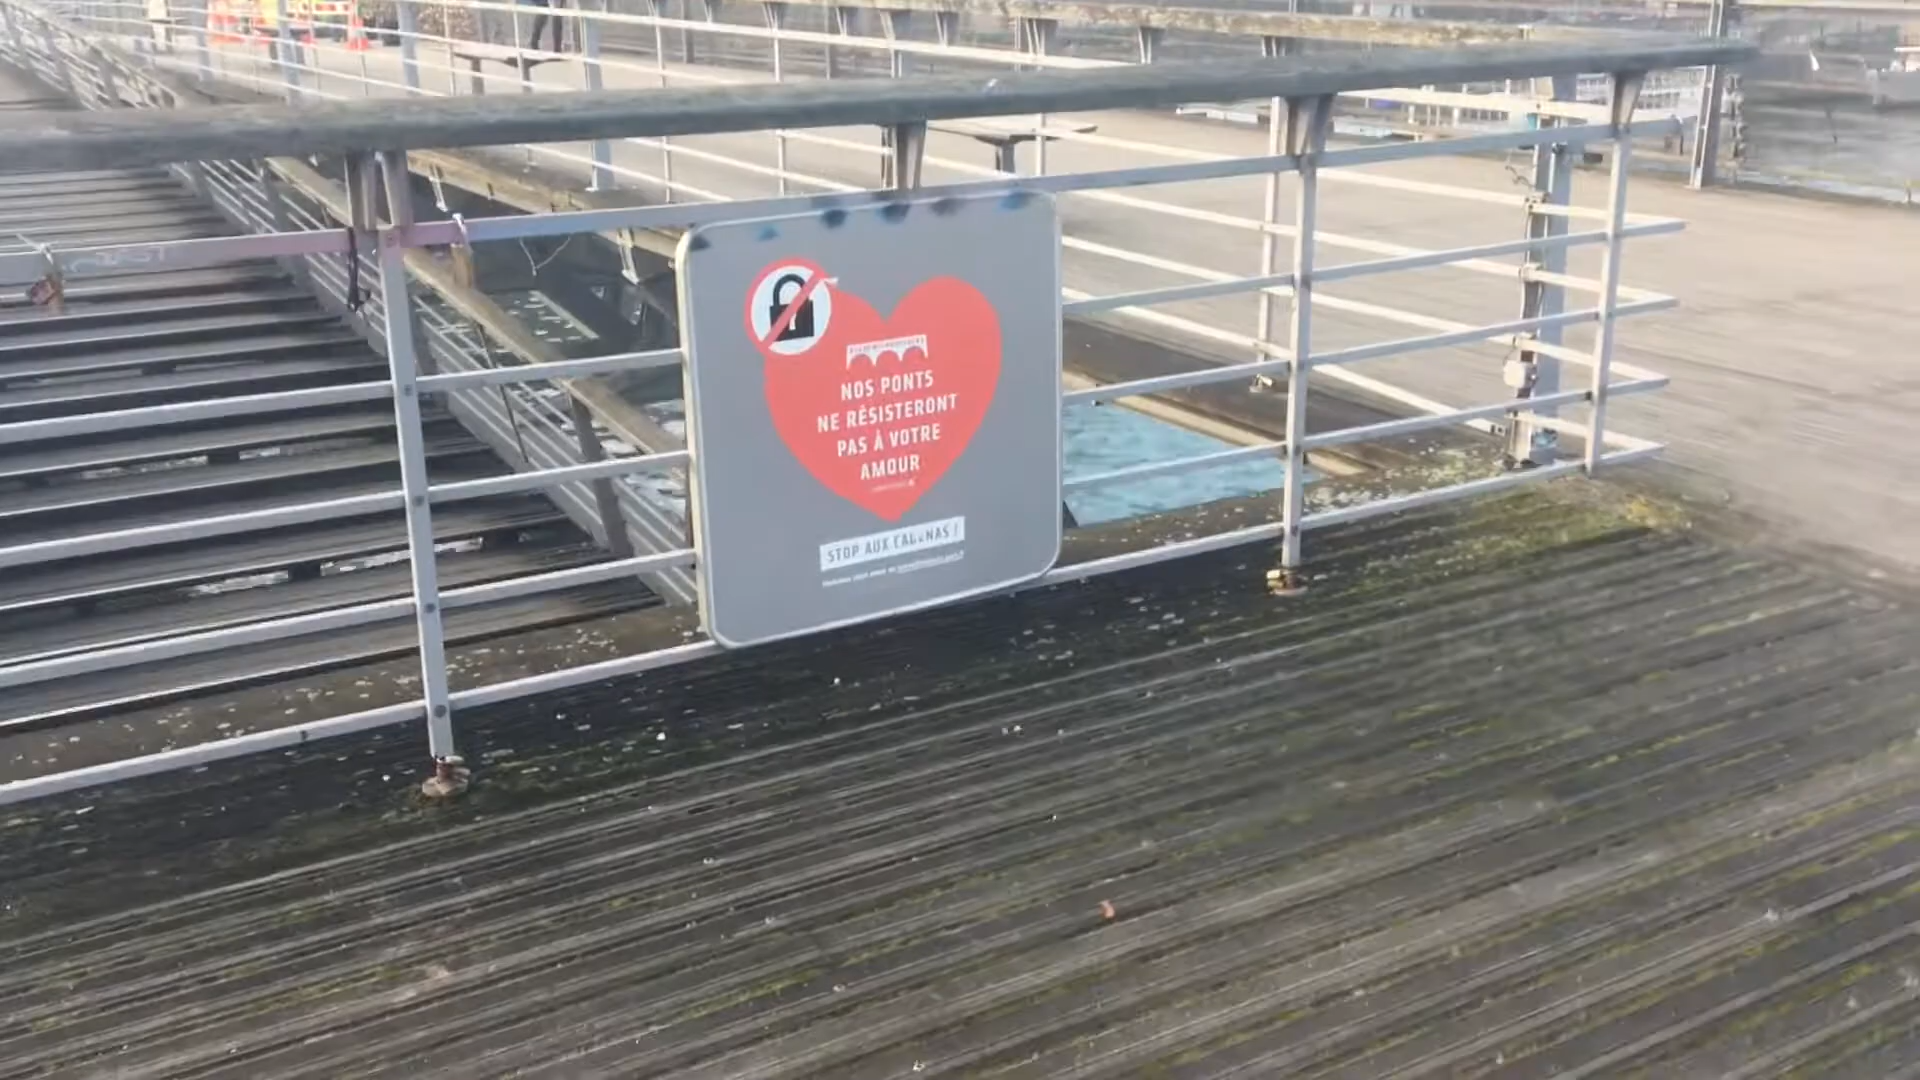 NOS PONTS
NE RÉSISTERONT
PAS À VOTRE
AMOUR
STOP AUX CADENAS !